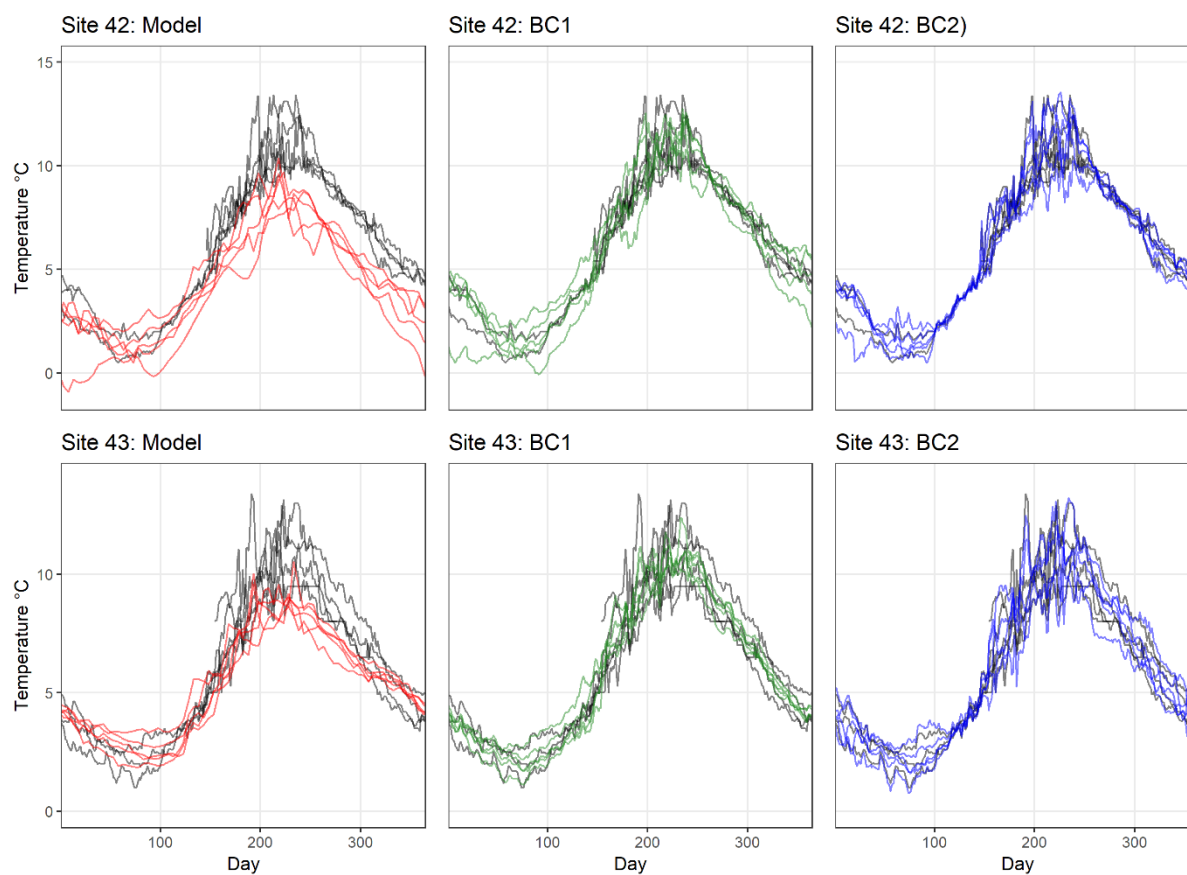 Site 42: Model
Site 42: BC1
Site 42: BC2)
15
10
5
0
Temperature °C
Site 43: Model
Site 43: BC1
Site 43: BC2
10
5
0
Temperature °C
100 200 300
100 200 300
100 200 300
Day
Day
Day